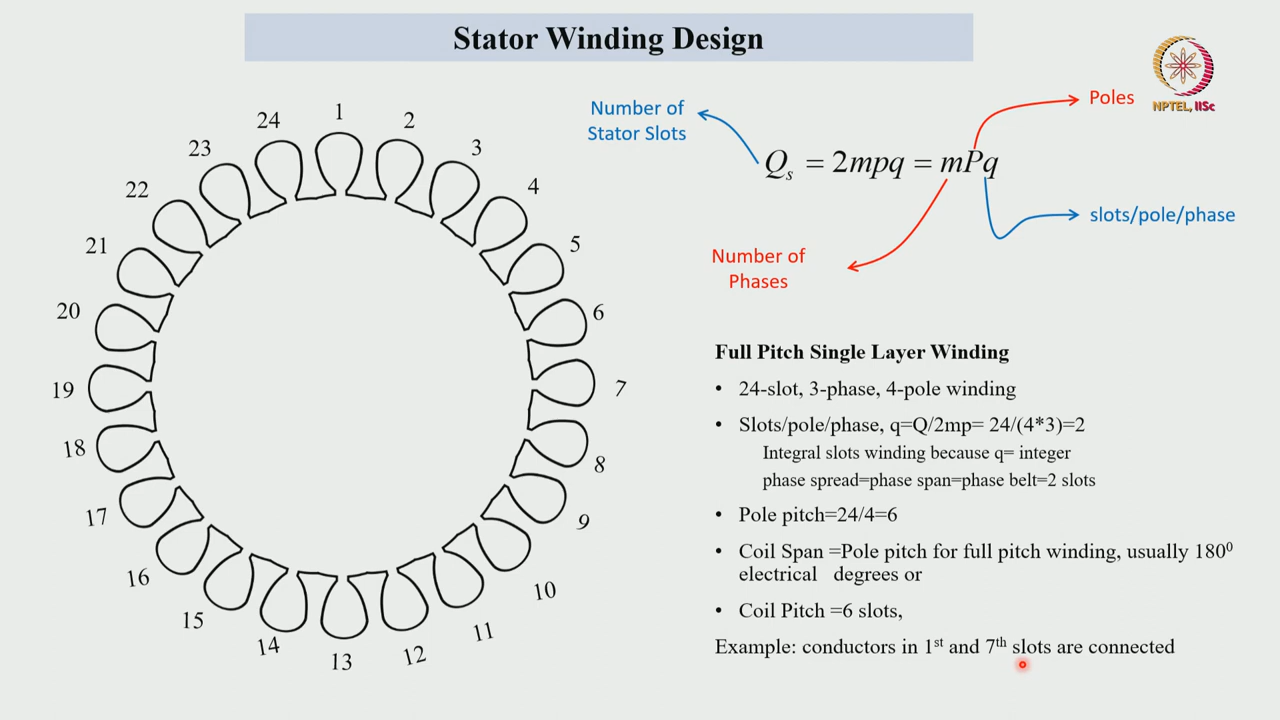 Stator Winding Design
NPTEL, IISc
Number of
Stator Slots
Poles
Qₛ = 2mpq = mPq
slots/pole/phase
Number of
Phases
1
2
3
4
5
6
7
8
9
10
11
12
13
14
15
16
17
18
19
20
21
22
23
24
Full Pitch Single Layer Winding
• 24-slot, 3-phase, 4-pole winding
• Slots/pole/phase, q=Q/2mp= 24/(4*3)=2
Integral slots winding because q= integer
phase spread=phase span=phase belt=2 slots
• Pole pitch=24/4=6
• Coil Span =Pole pitch for full pitch winding, usually 180⁰
electrical degrees or
• Coil Pitch =6 slots,
Example: conductors in 1ˢᵗ and 7ᵗʰ slots are connected